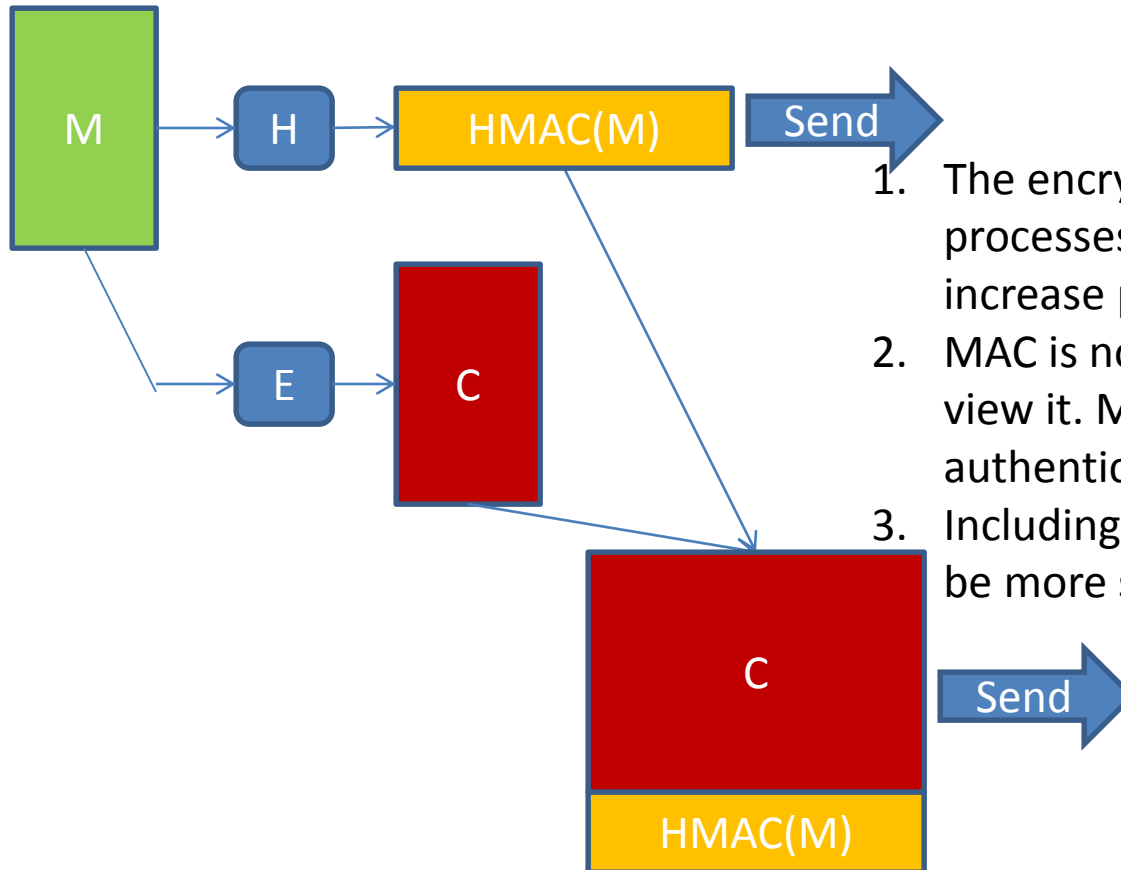 M
H
HMAC(M)
Send
1. The encry
processes
increase p
2. MAC is no
view it. M
authentic
3. Including
be more s
E
C
C
Send
HMAC(M)